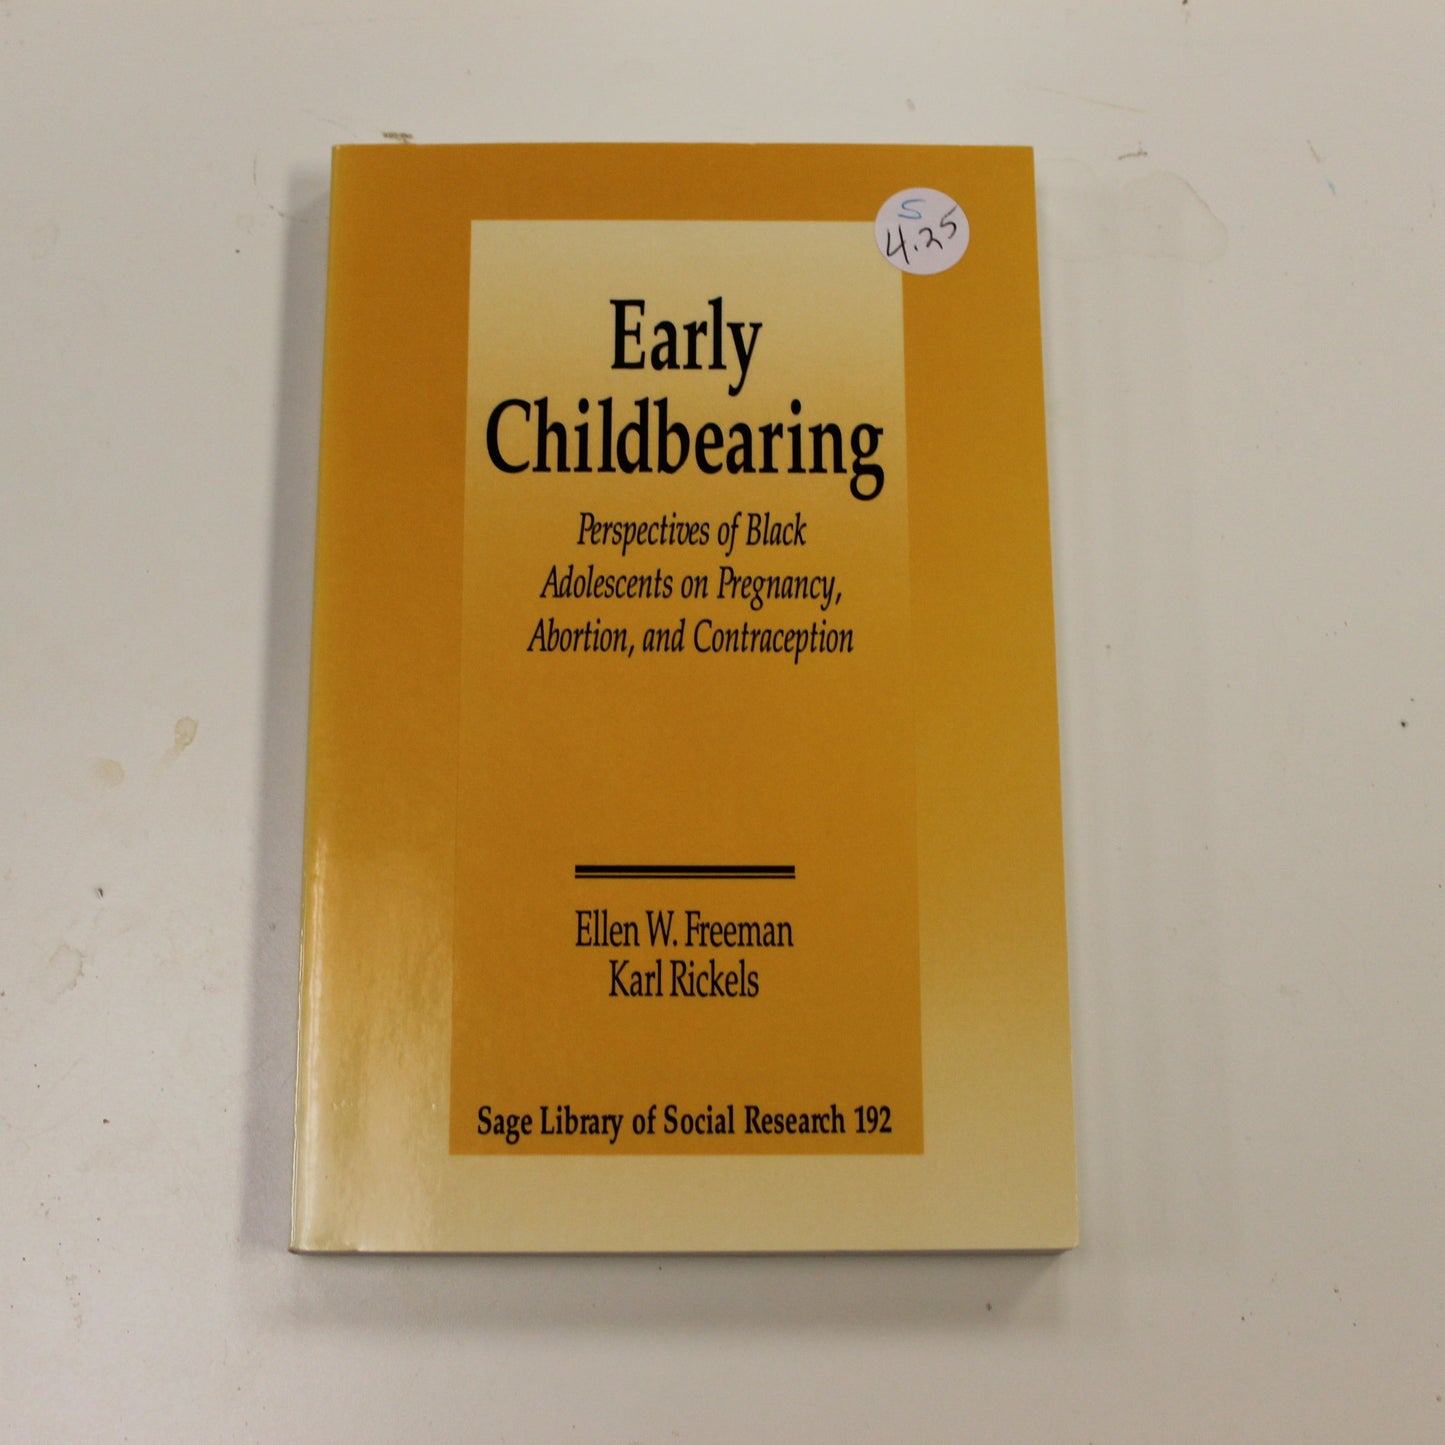 S
4.25
Early
Childbearing
Perspectives of Black
Adolescents on Pregnancy,
Abortion, and Contraception
Ellen W. Freeman
Karl Rickels
Sage Library of Social Research 192